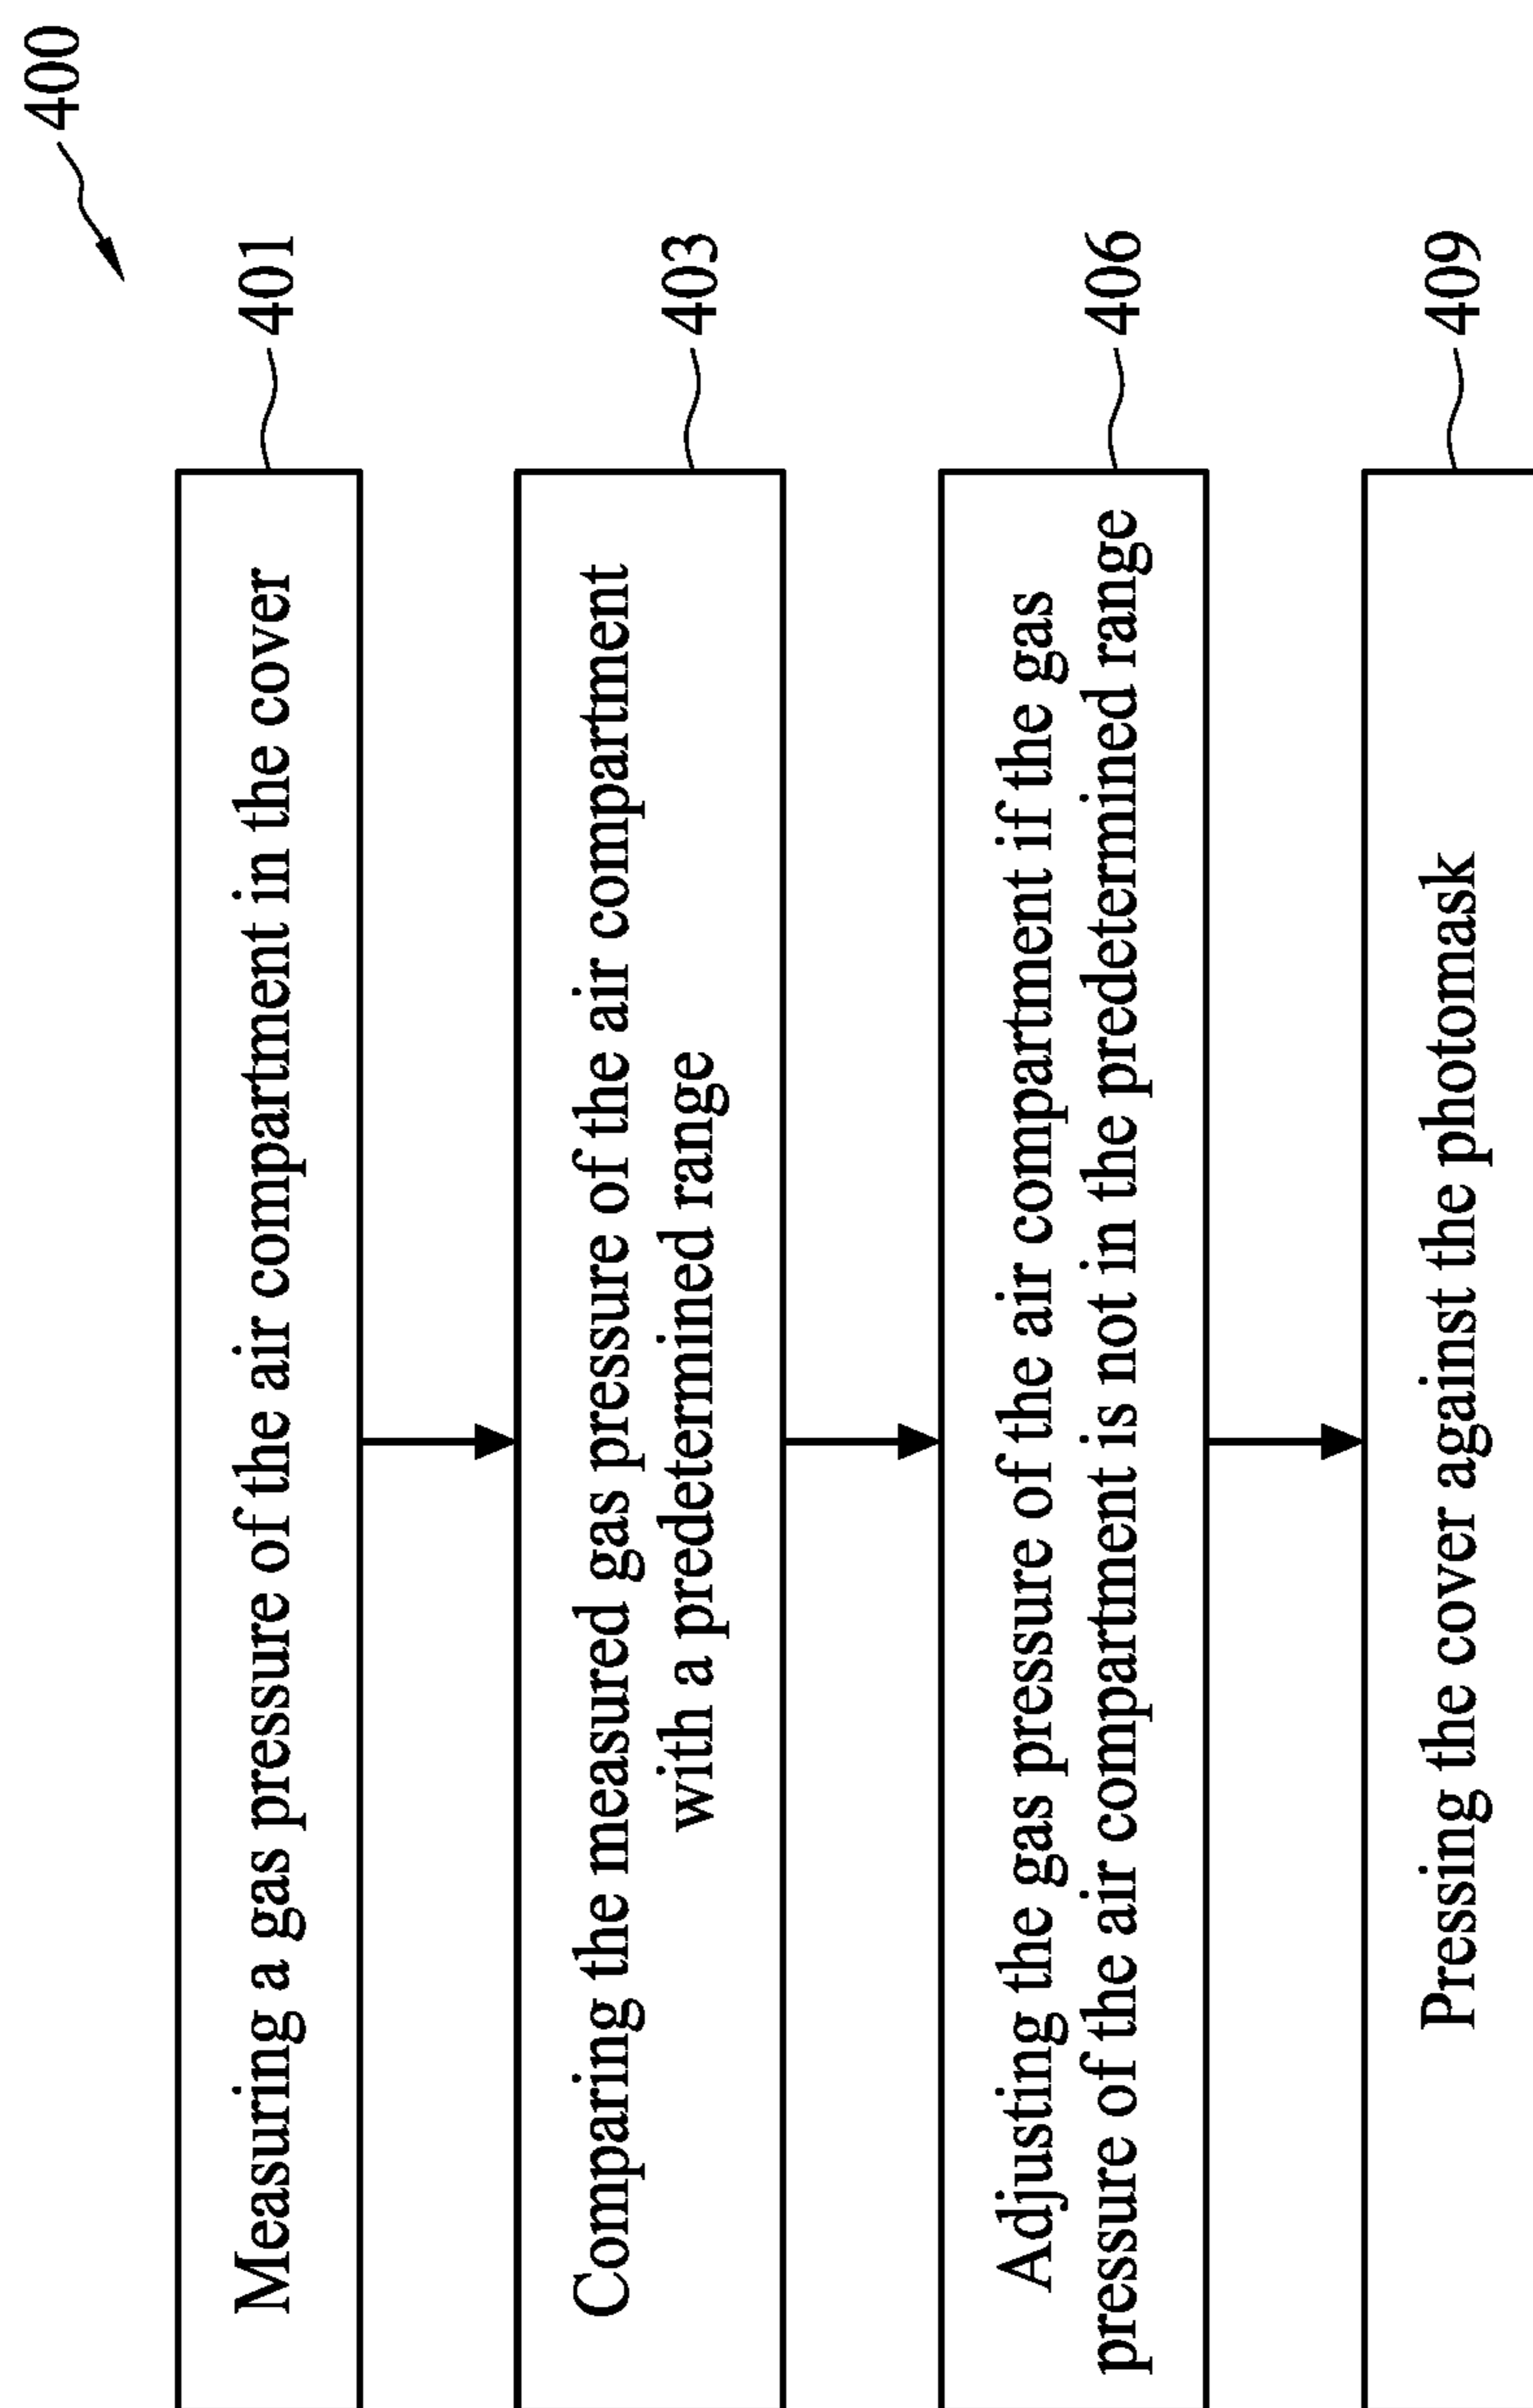 400
401
Measuring a gas pressure of the air compartment in the cover
403
Comparing the measured gas pressure of the air compartment
with a predetermined range
406
Adjusting the gas pressure of the air compartment if the gas
pressure of the air compartment is not in the predetermined range
409
Pressing the cover against the photomask